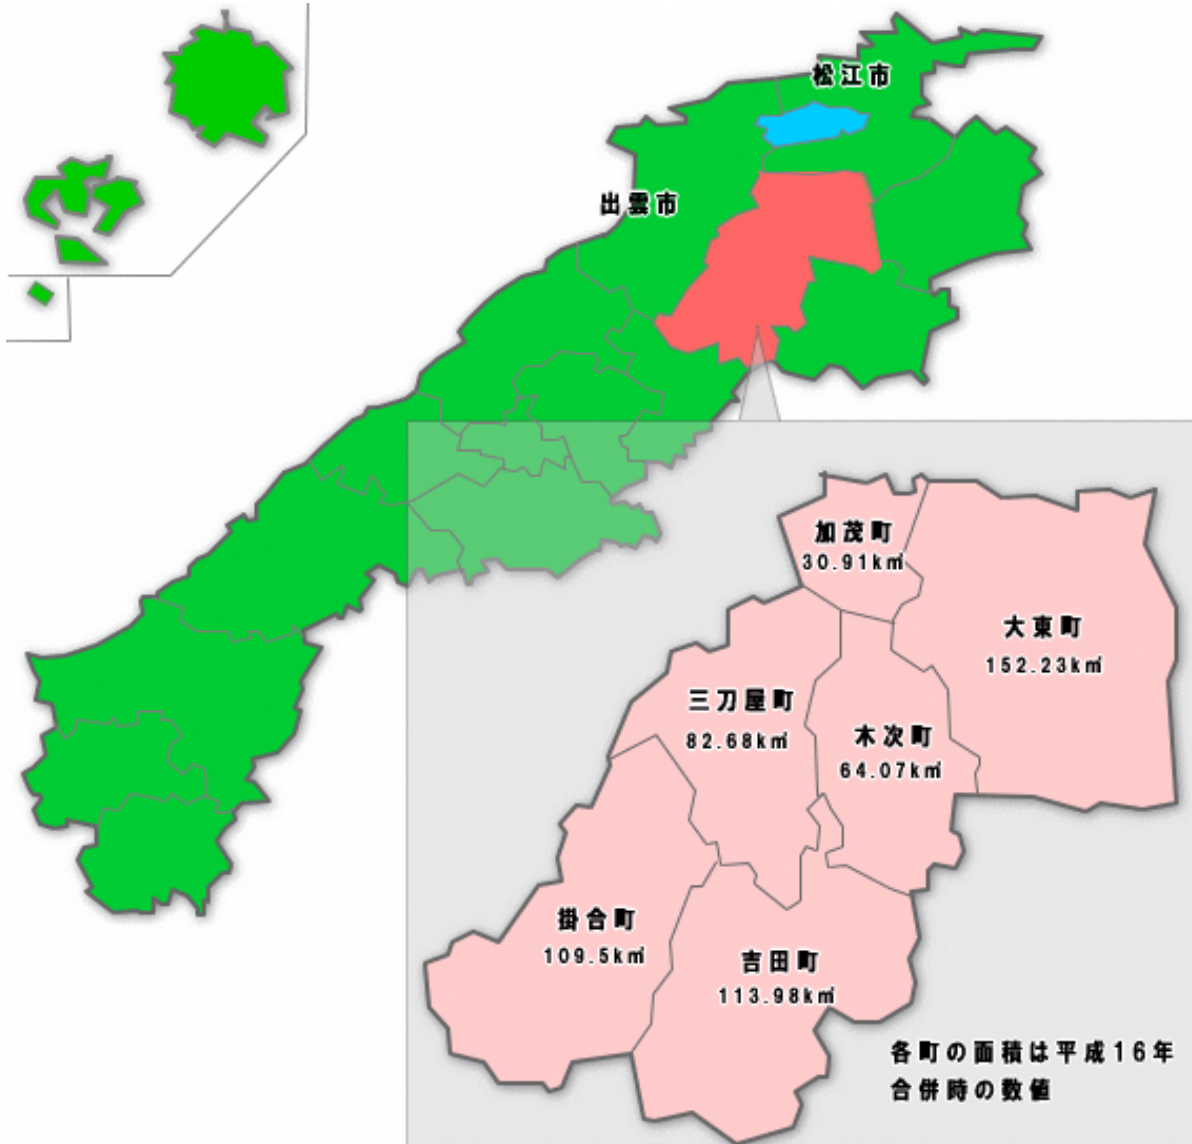 松江市
出雲市
加茂町
30.91k㎡
大東町
152.23k㎡
三刀屋町
82.68k㎡
木次町
64.07k㎡
掛合町
109.5k㎡
吉田町
113.98k㎡
各町の面積は平成16年
合併時の数値